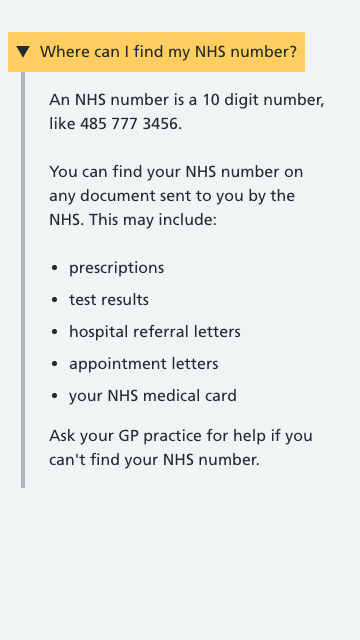 Where can I find my NHS number?
An NHS number is a 10 digit number,
like 485 777 3456.
You can find your NHS number on
any document sent to you by the
NHS. This may include:
• prescriptions
• test results
• hospital referral letters
• appointment letters
• your NHS medical card
Ask your GP practice for help if you
can't find your NHS number.